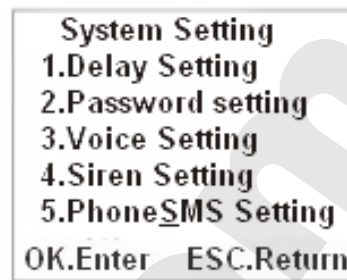 System Setting
1.Delay Setting
2.Password setting
3.Voice Setting
4.Siren Setting
5.PhoneSMS Setting
OK.Enter ESC.Return